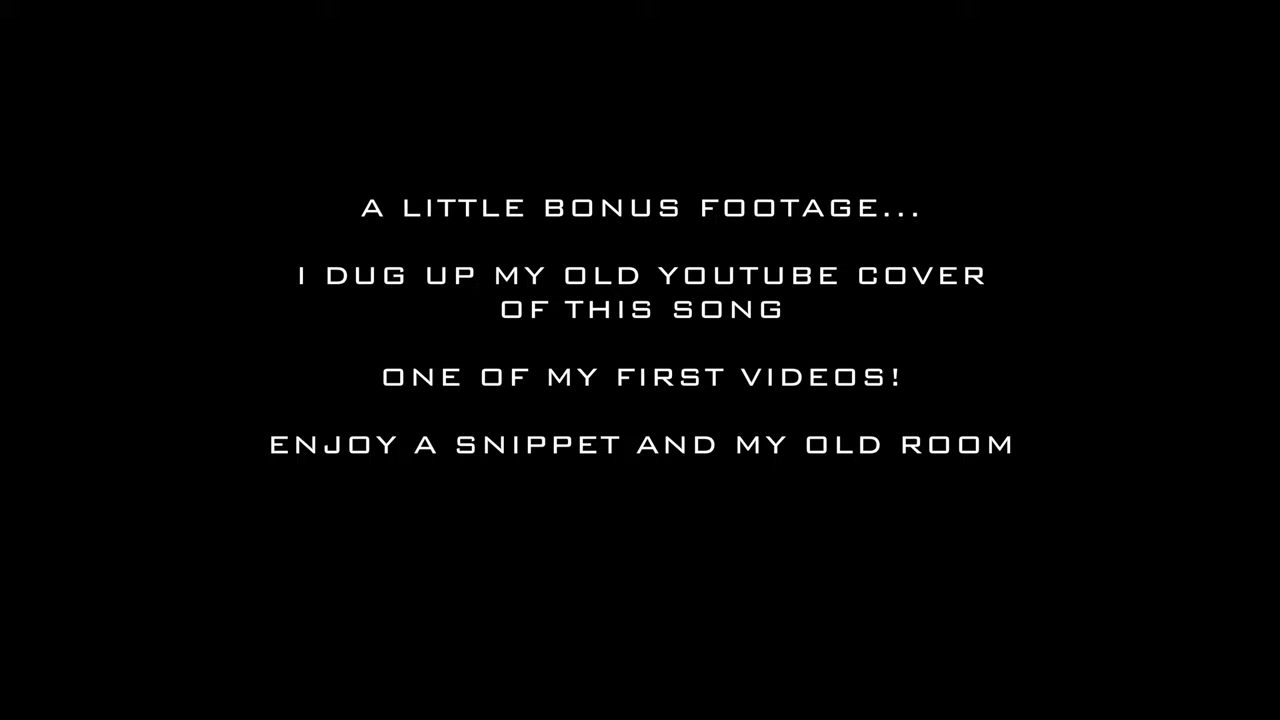 A LITTLE BONUS FOOTAGE...
I DUG UP MY OLD YOUTUBE COVER
OF THIS SONG
ONE OF MY FIRST VIDEOS!
ENJOY A SNIPPET AND MY OLD ROOM